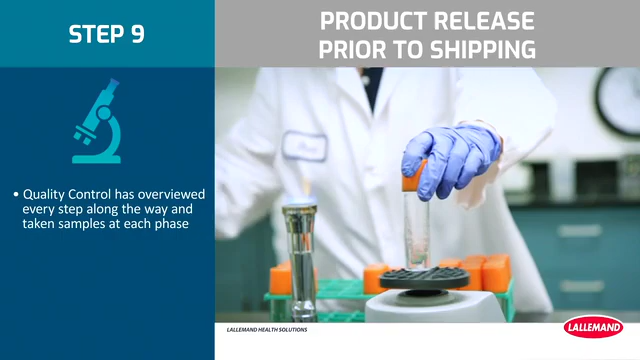 STEP 9
PRODUCT RELEASE
PRIOR TO SHIPPING
• Quality Control has overviewed
every step along the way and
taken samples at each phase
LALLEMAND HEALTH SOLUTIONS
LALLEMAND